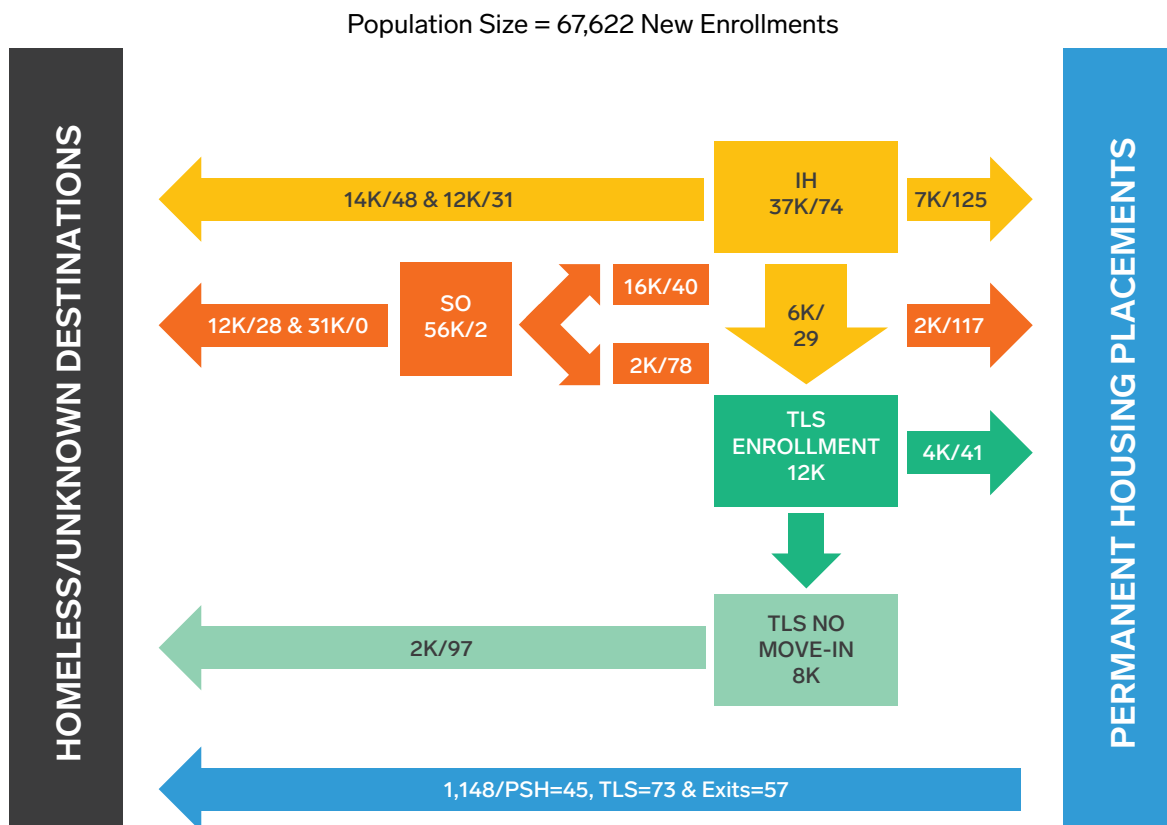 Population Size = 67,622 New Enrollments
HOMELESS/UNKNOWN DESTINATIONS
14K/48 & 12K/31
IH
37K/74
7K/125
12K/28 & 31K/0
SO
56K/2
16K/40
2K/78
6K/
29
2K/117
TLS
ENROLLMENT
12K
4K/41
2K/97
TLS NO
MOVE-IN
8K
1,148/PSH=45, TLS=73 & Exits=57
PERMANENT HOUSING PLACEMENTS